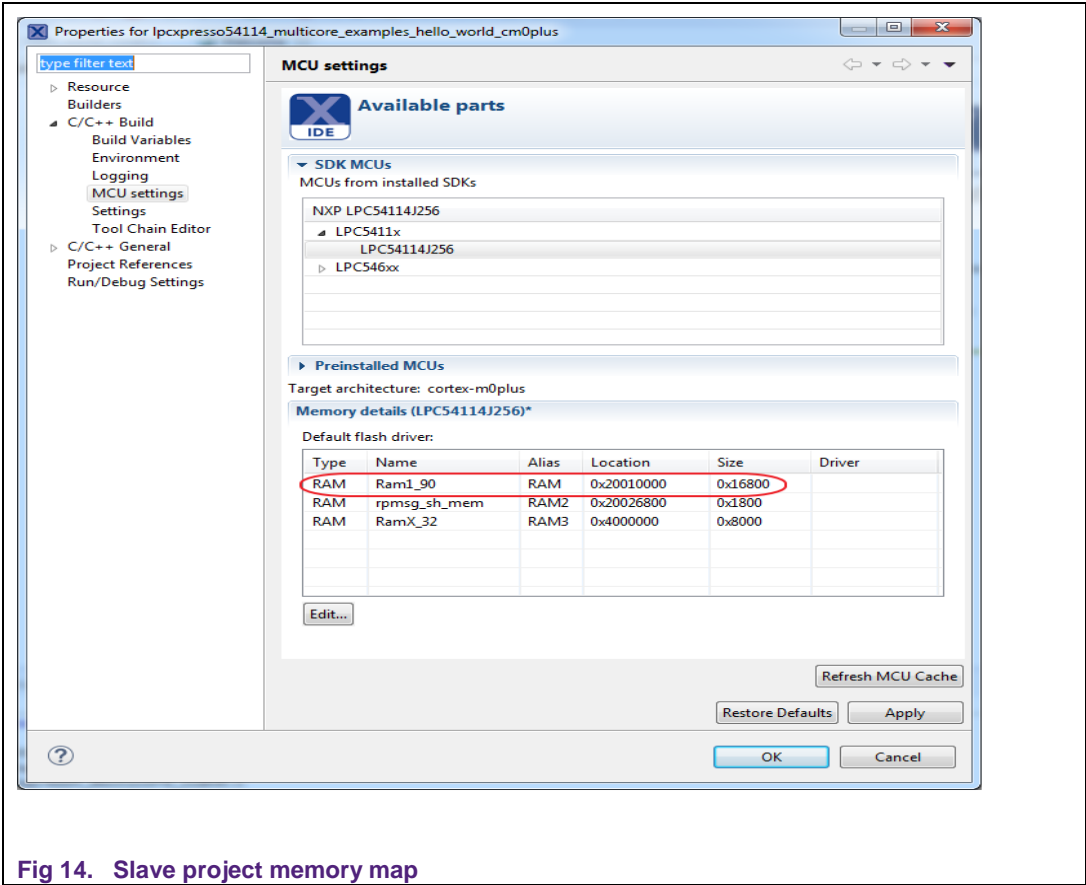 Properties for lpcxpresso54114_multicore_examples_hello_world_cm0plus
type filter text
Resource
Builders
C/C++ Build
Build Variables
Environment
Logging
MCU settings
Settings
Tool Chain Editor
C/C++ General
Project References
Run/Debug Settings
MCU settings
IDE
Available parts
SDK MCUs
MCUs from installed SDKs
NXP LPC54114J256
LPC5411x
LPC54114J256
LPC546xx
Preinstalled MCUs
Target architecture: cortex-m0plus
Memory details (LPC54114J256)*
Default flash driver:
Type Name Alias Location Size Driver
RAM Ram1_90 RAM 0x20010000 0x16800
RAM rpmsg_sh_mem RAM2 0x20026800 0x1800
RAM RamX_32 RAM3 0x4000000 0x8000
Edit...
Refresh MCU Cache
Restore Defaults Apply
? OK Cancel
Fig 14. Slave project memory map